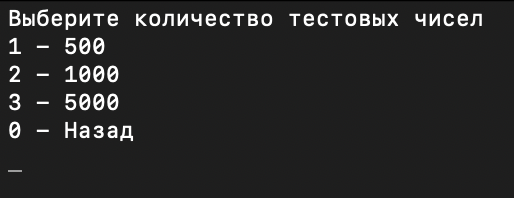 Выберите количество тестовых чисел
1 – 500
2 – 1000
3 – 5000
0 – Назад